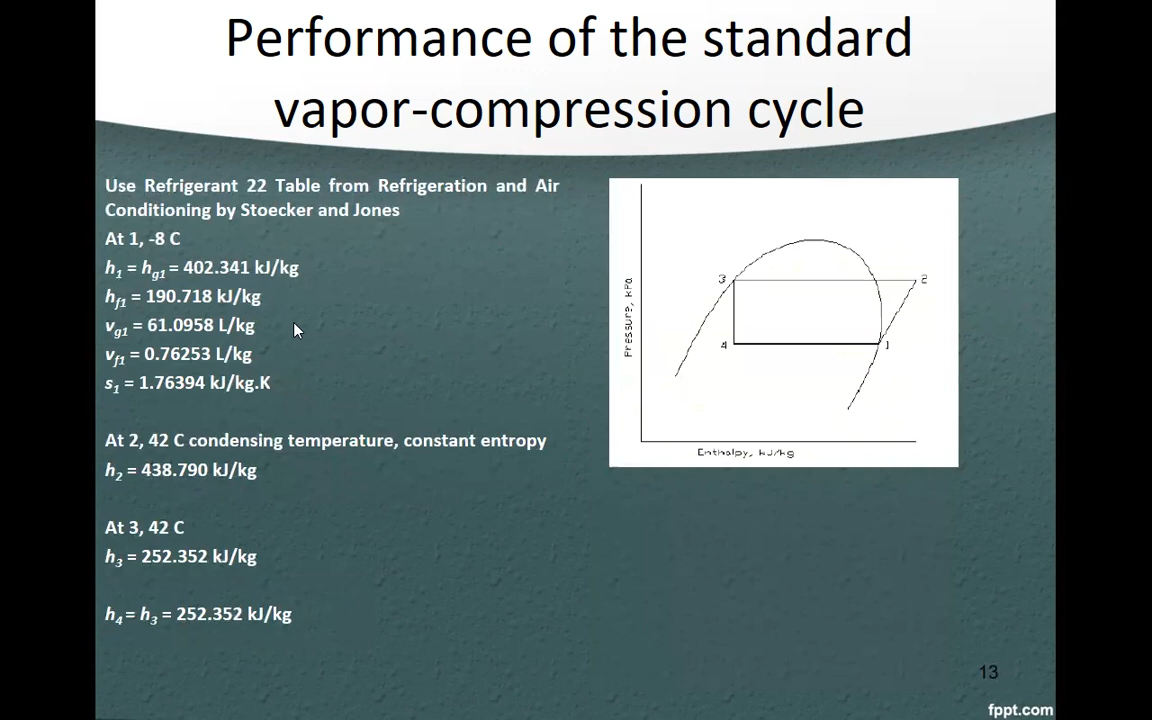 Performance of the standard
vapor-compression cycle
Use Refrigerant 22 Table from Refrigeration and Air
Conditioning by Stoecker and Jones
At 1, -8 C
h1 = hg1 = 402.341 kJ/kg
hf1 = 190.718 kJ/kg
vg1 = 61.0958 L/kg
vf1 = 0.76253 L/kg
s1 = 1.76394 kJ/kg.K
At 2, 42 C condensing temperature, constant entropy
h2 = 438.790 kJ/kg
At 3, 42 C
h3 = 252.352 kJ/kg
h4 = h3 = 252.352 kJ/kg
Pressure, kPa
3
2
4
1
Enthalpy, kJ/kg
13
fppt.com